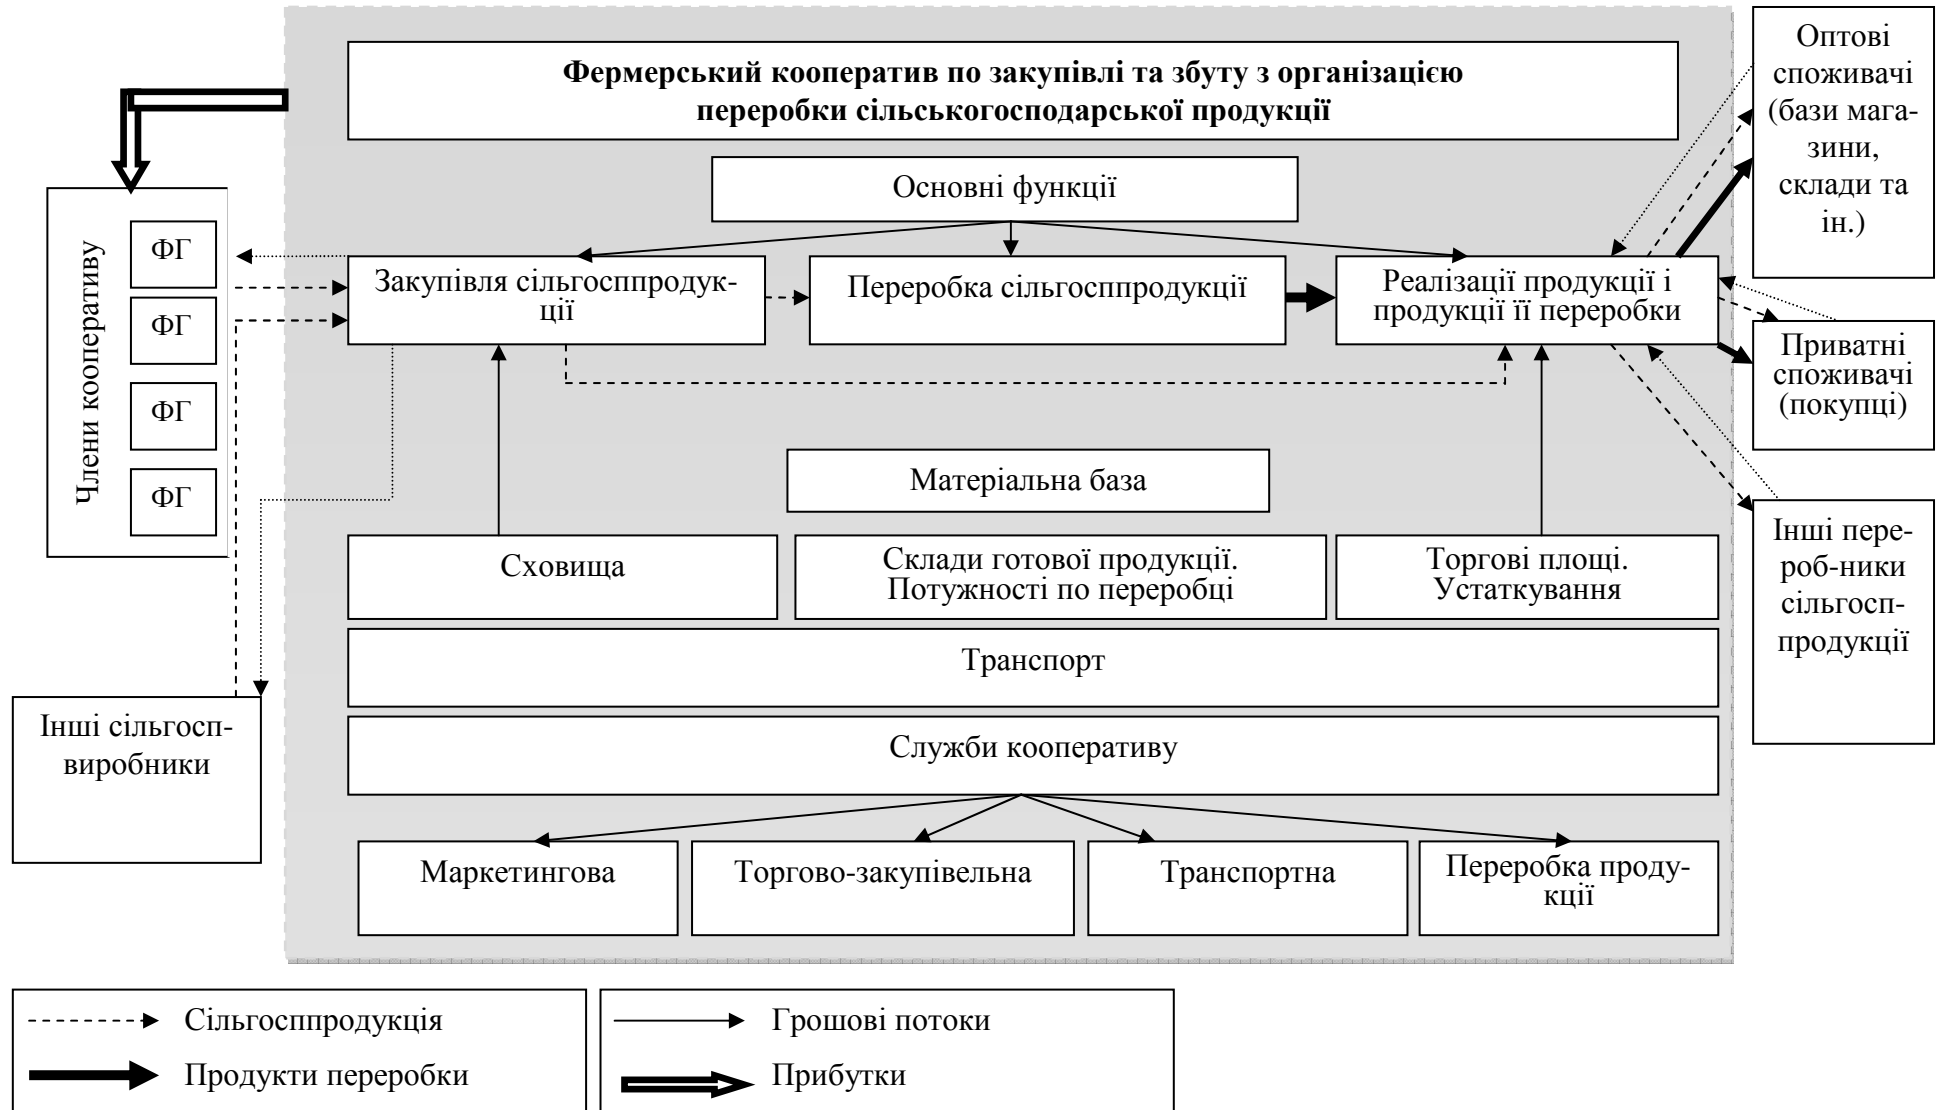 Фермерський кооператив по закупівлі та збуту з організацією
переробки сільськогосподарської продукції
Оптові
споживачі
(бази мага-
зини,
склади та
ін.)
Основні функції
Члени кооперативу
ФГ
ФГ
ФГ
ФГ
Закупівля сільгосппродук-
ції
Переробка сільгосппродукції
Реалізації продукції і
продукції її переробки
Приватні
споживачі
(покупці)
Матеріальна база
Сховища
Склади готової продукції.
Потужності по переробці
Торгові площі.
Устаткування
Інші пере-
роб-ники
сільгосп-
продукції
Транспорт
Інші сільгосп-
виробники
Служби кооперативу
Маркетингова
Торгово-закупівельна
Транспортна
Переробка проду-
кції
Сільгосппродукція
Продукти переробки
Грошові потоки
Прибутки